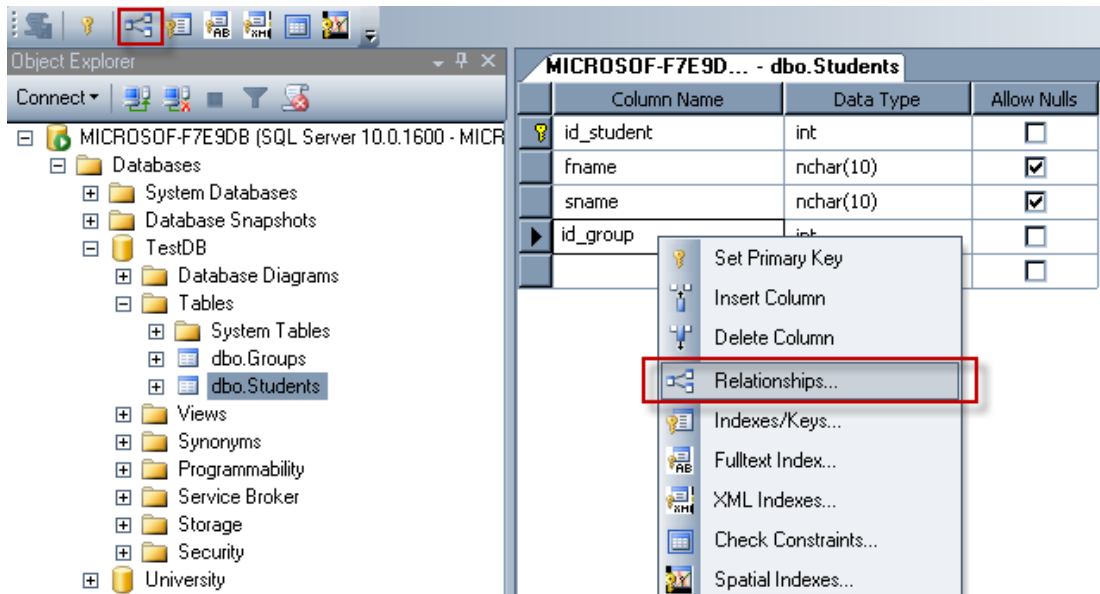 Object Explorer
Connect
MICROSOF-F7E9DB (SQL Server 10.0.1600 - MICR
Databases
System Databases
Database Snapshots
TestDB
Database Diagrams
Tables
System Tables
dbo.Groups
dbo.Students
Views
Synonyms
Programmability
Service Broker
Storage
Security
University
MICROSOF-F7E9D... - dbo.Students
Column Name Data Type Allow Nulls
id_student int
fname nchar(10)
sname nchar(10)
id_group int
Set Primary Key
Insert Column
Delete Column
Relationships...
Indexes/Keys...
Fulltext Index...
XML Indexes...
Check Constraints...
Spatial Indexes...